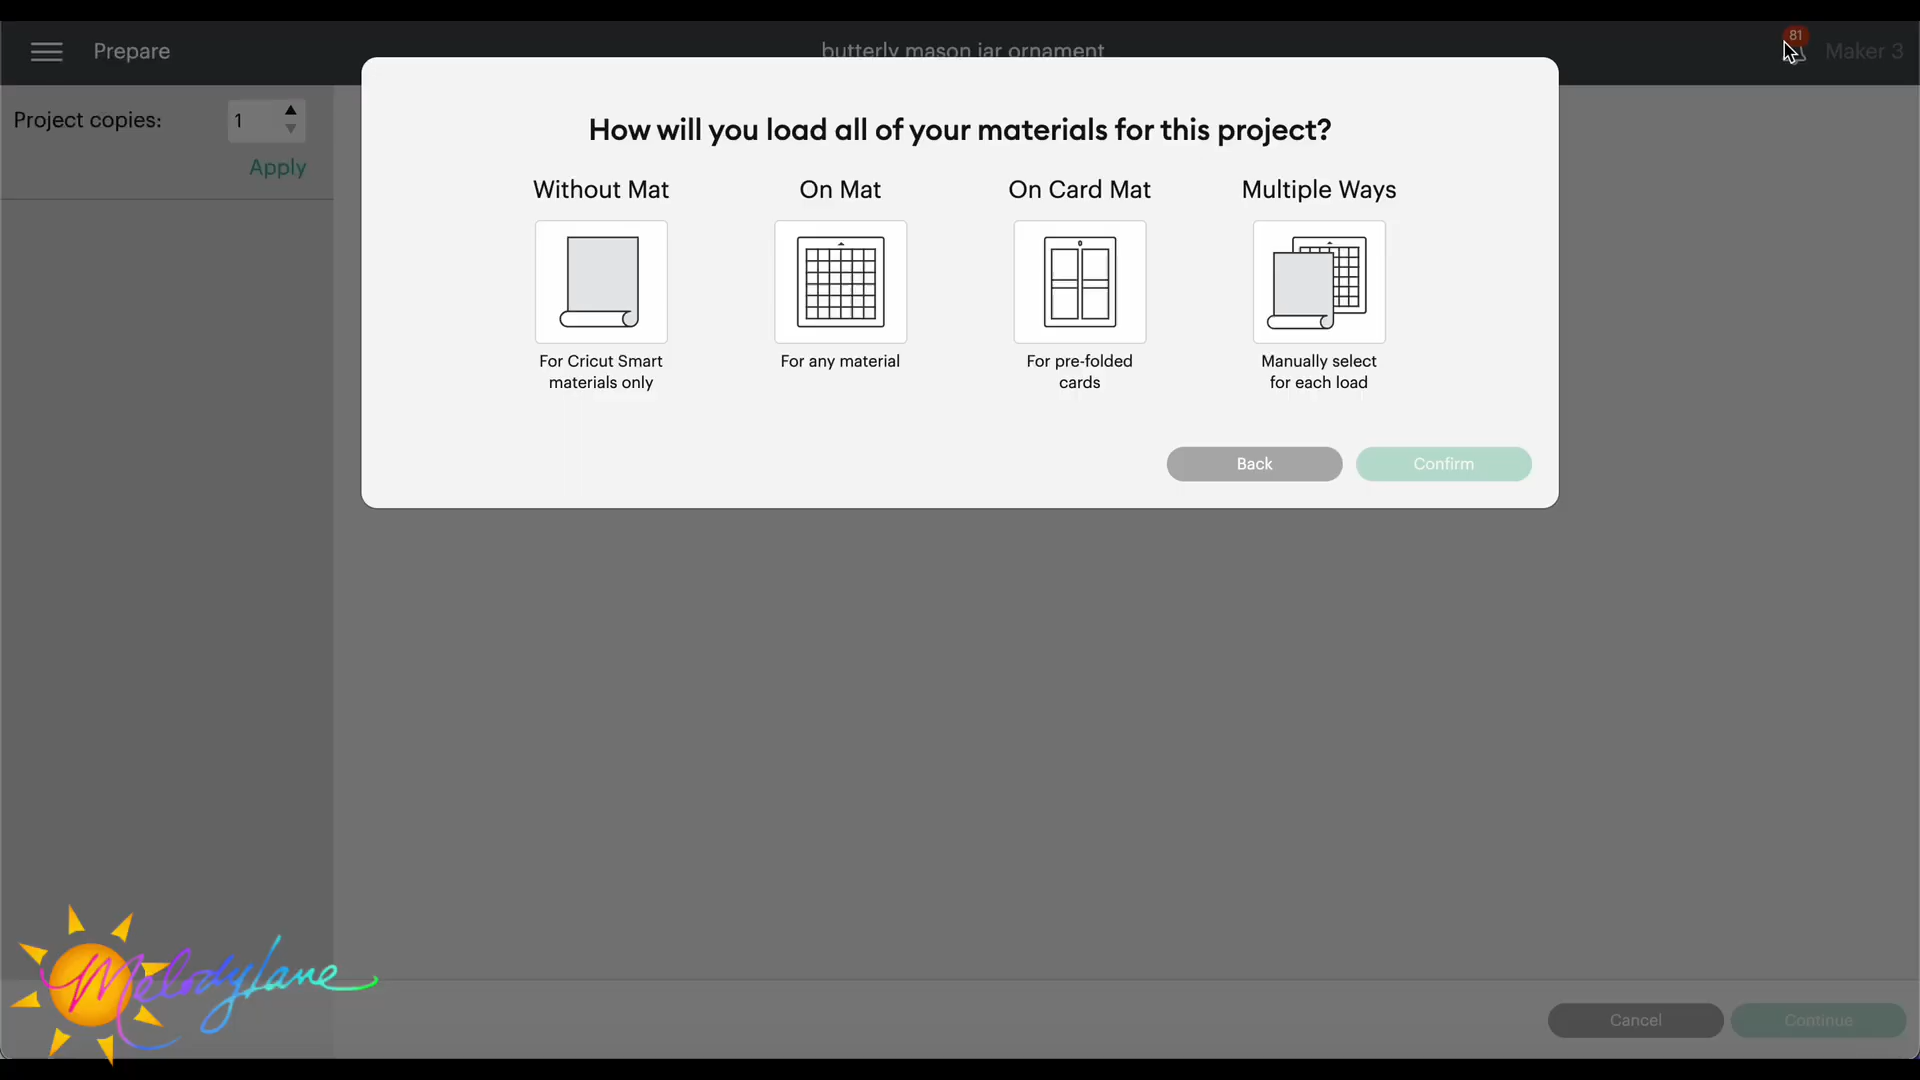 Prepare
butterly mason jar ornament
81
Maker 3
Project copies:
1
Apply
How will you load all of your materials for this project?
Without Mat
On Mat
On Card Mat
Multiple Ways
For Cricut Smart
materials only
For any material
For pre-folded
cards
Manually select
for each load
Back
Confirm
MelodyLane
Cancel
Continue